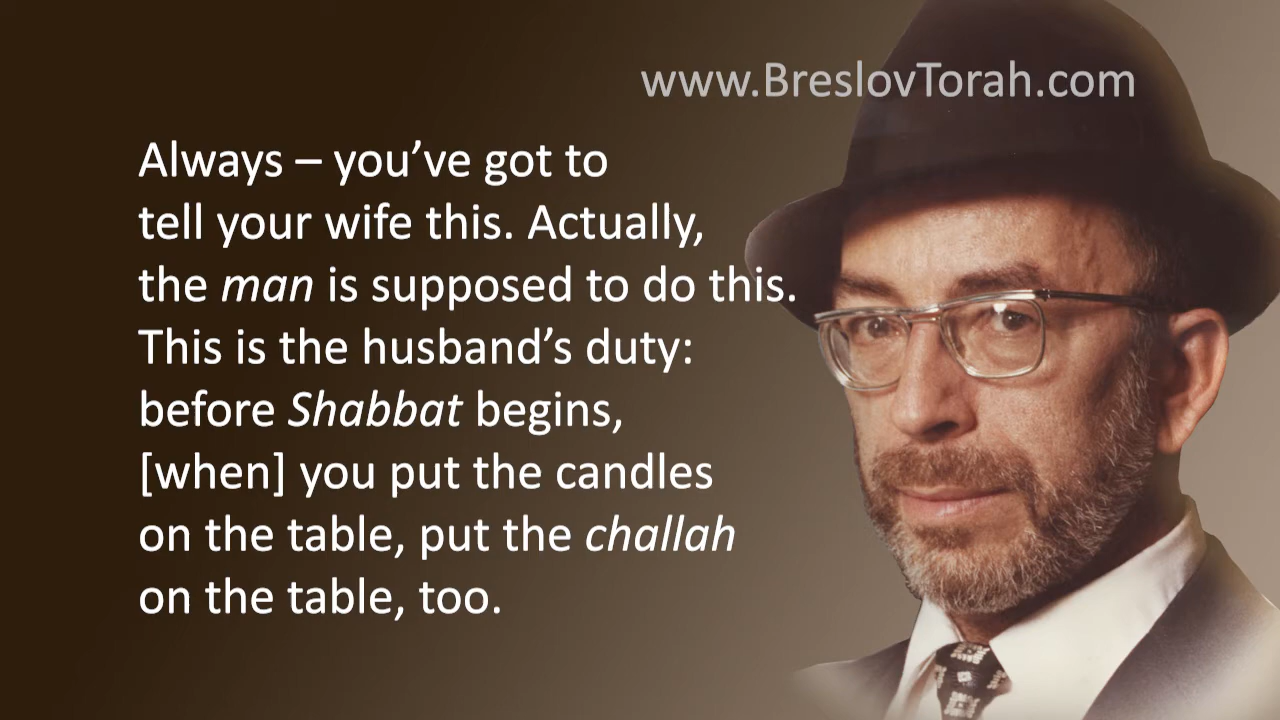 www.BreslovTorah.com
Always – you’ve got to
tell your wife this. Actually,
the man is supposed to do this.
This is the husband’s duty:
before Shabbat begins,
[when] you put the candles
on the table, put the challah
on the table, too.